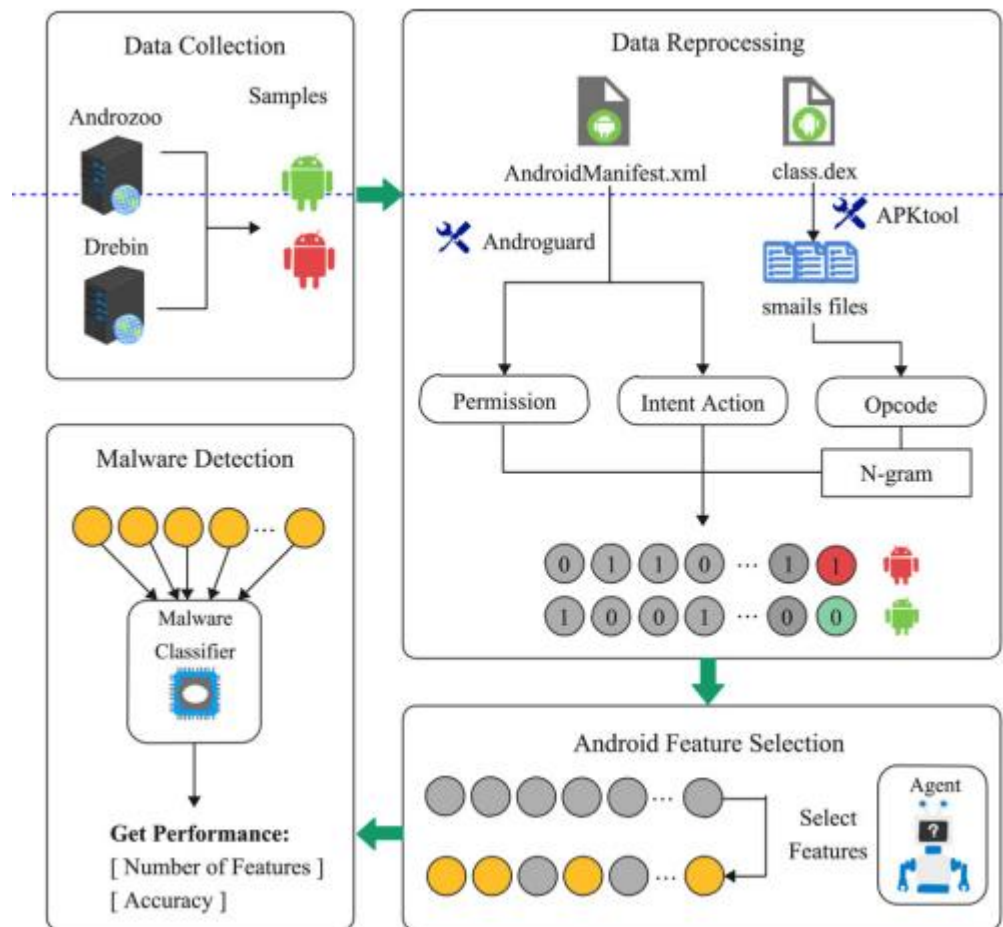 Data Collection
Samples
Androzoo
Drebin
Data Reprocessing
AndroidManifest.xml
class.dex
Androguard
APKtool
smails files
Permission
Intent Action
Opcode
N-gram
0 1 1 0 ... 1 1
1 0 0 1 ... 0 0
Android Feature Selection
...
Select
Features
...
Agent
?
Malware Detection
...
Malware
Classifier
Get Performance:
[ Number of Features ]
[ Accuracy ]